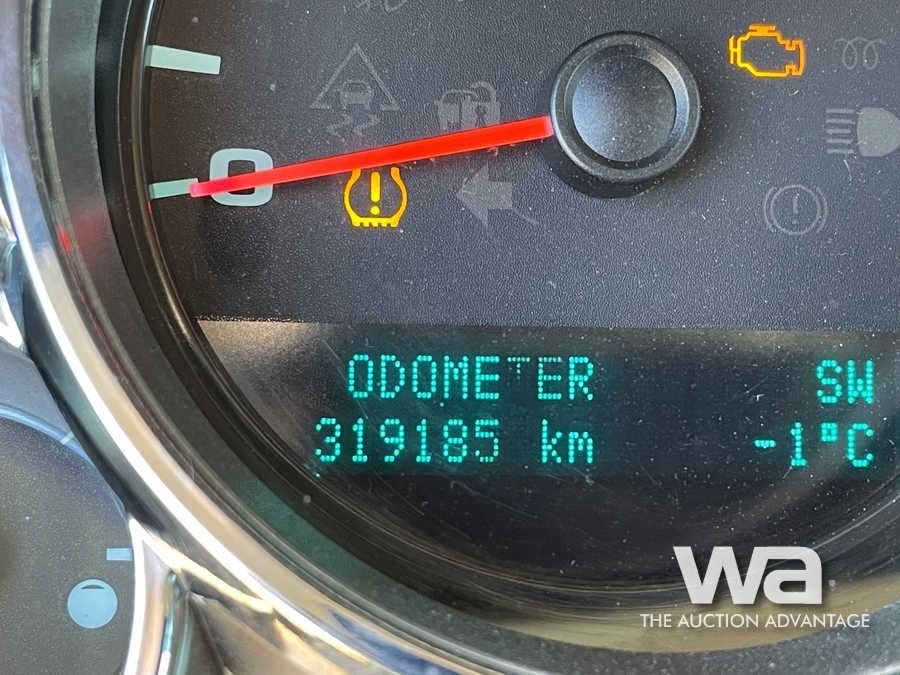 0
ODOMETER SW
319185 km -1°C
wa
THE AUCTION ADVANTAGE